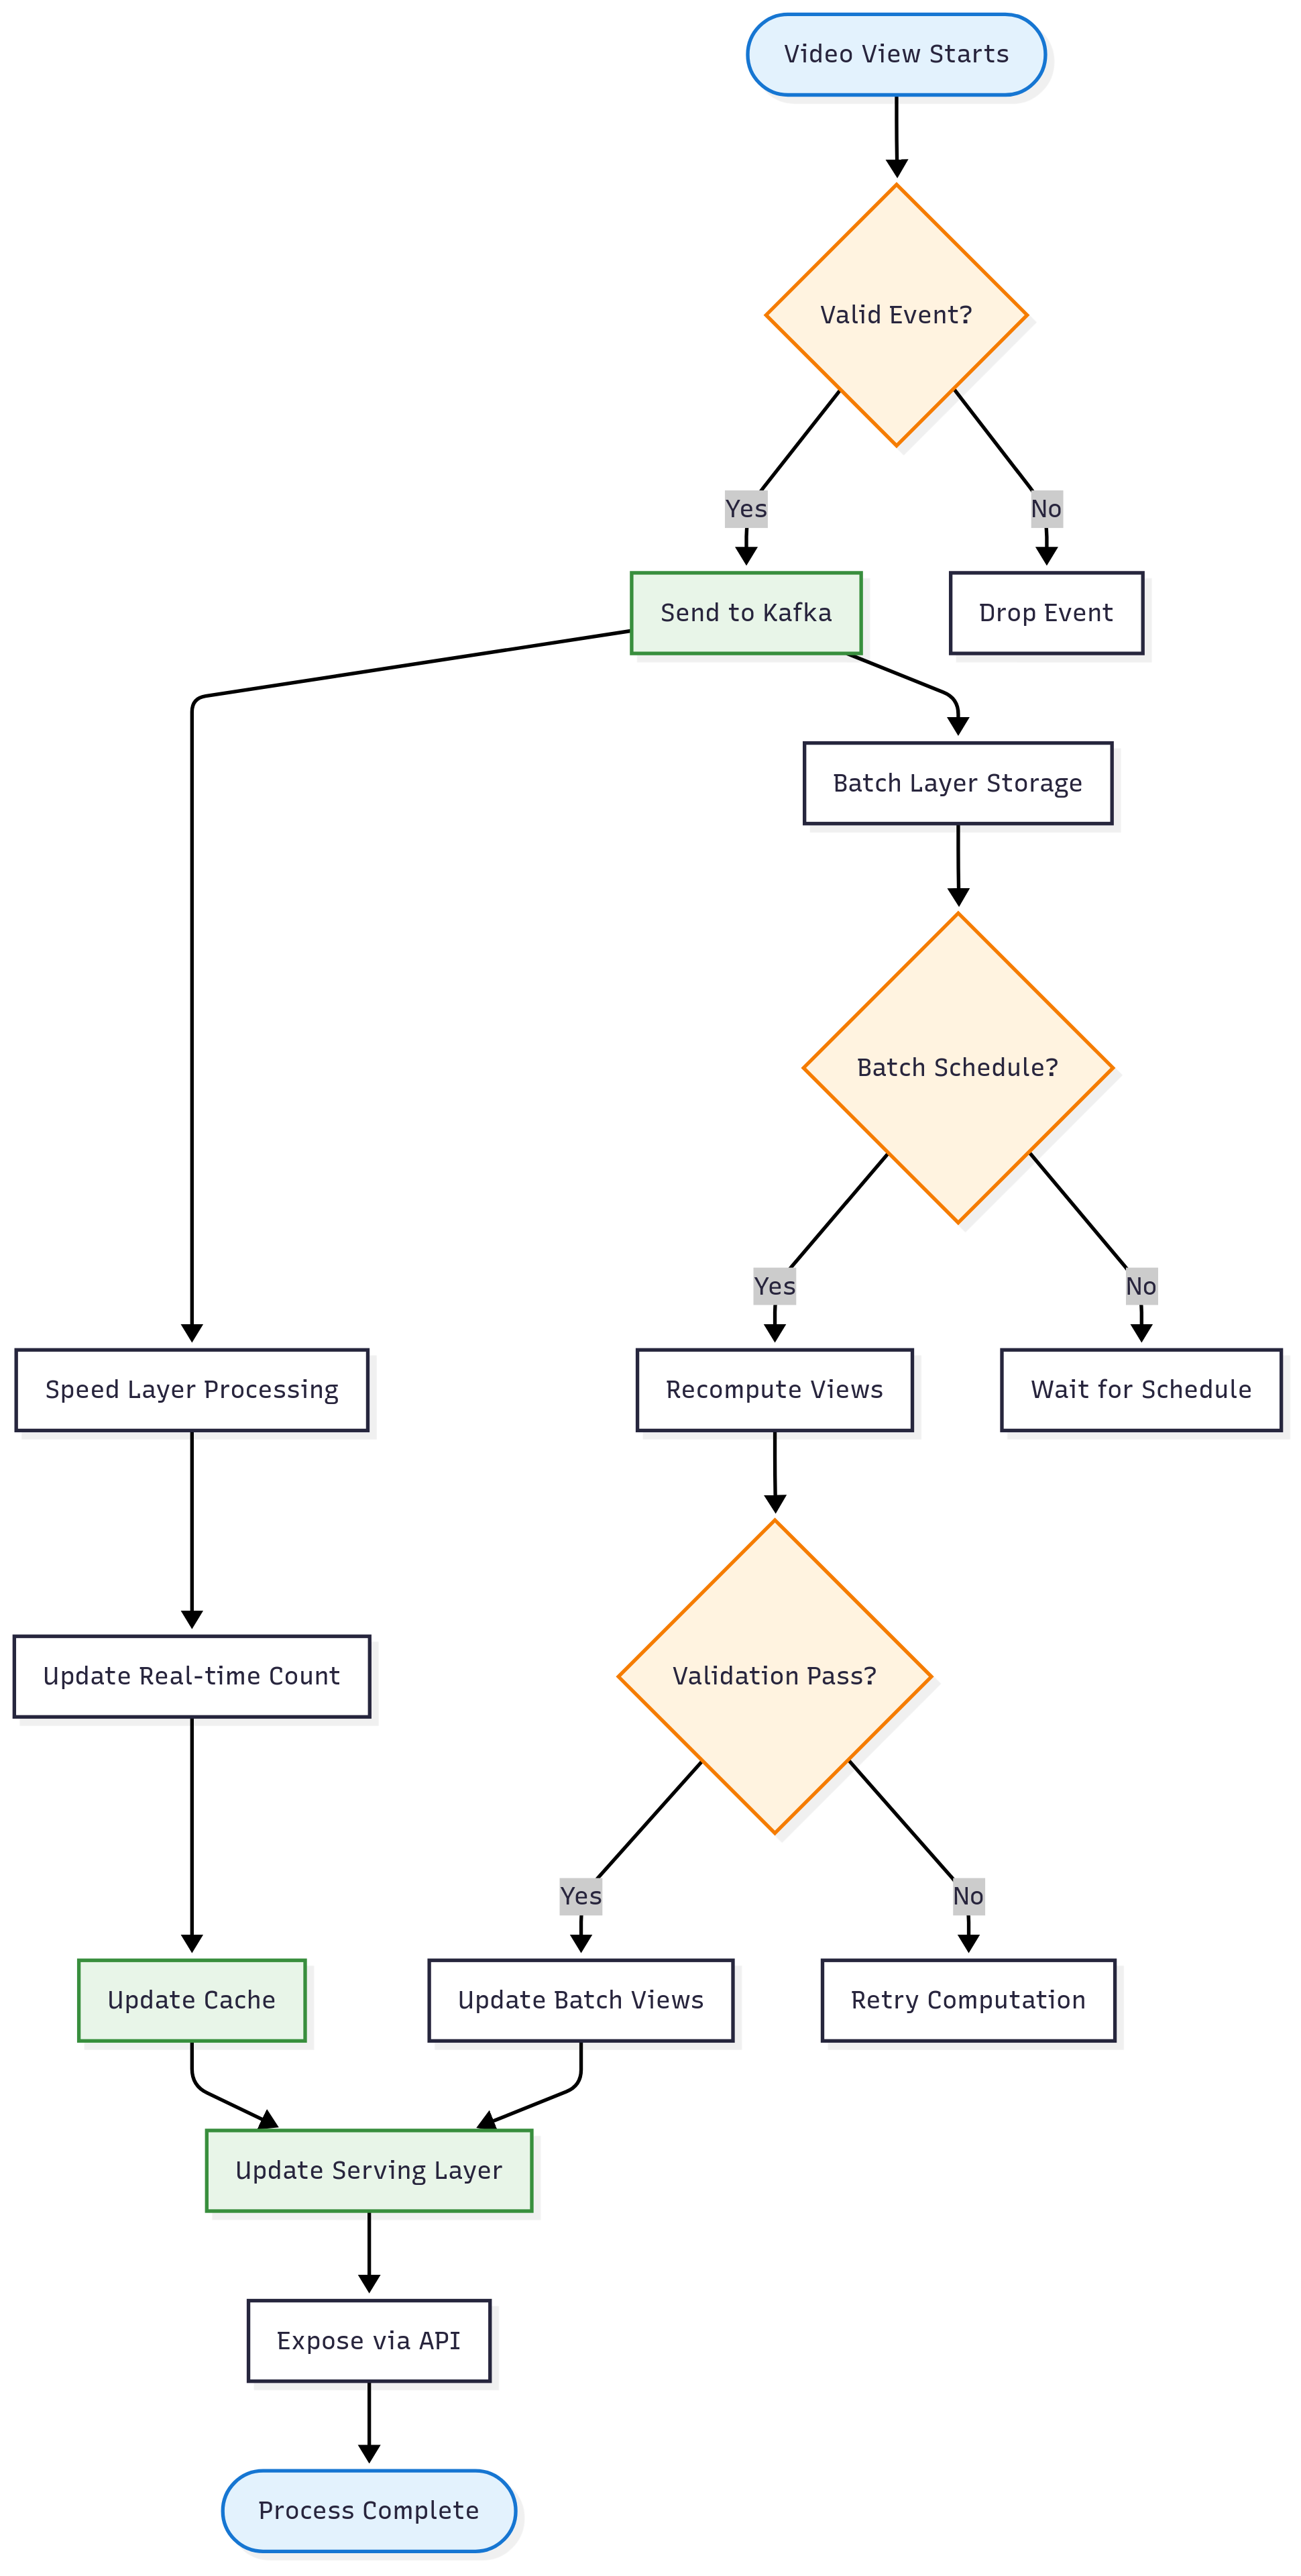 Video View Starts
Valid Event?
Yes
No
Send to Kafka
Drop Event
Batch Layer Storage
Batch Schedule?
Yes
No
Speed Layer Processing
Recompute Views
Wait for Schedule
Update Real-time Count
Validation Pass?
Yes
No
Update Cache
Update Batch Views
Retry Computation
Update Serving Layer
Expose via API
Process Complete